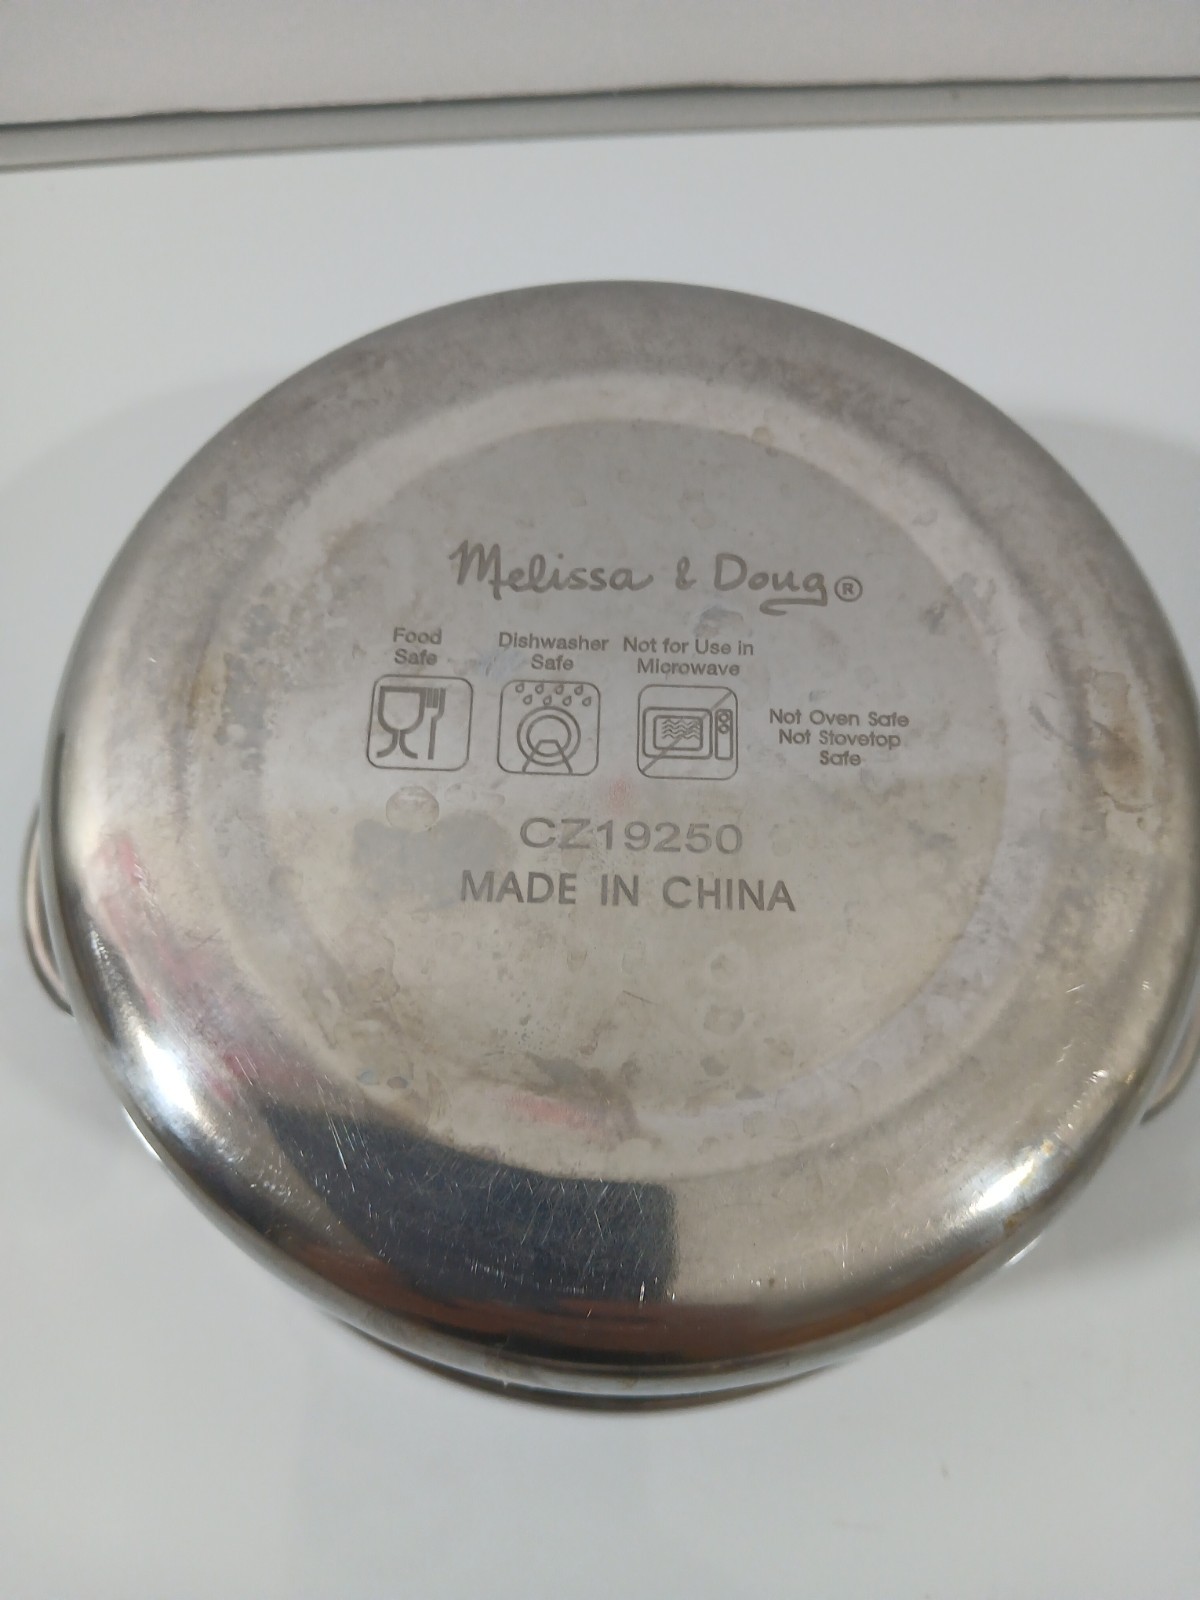 Melissa & Doug®
Food Safe
Dishwasher Safe
Not for Use in Microwave
Not Oven Safe
Not Stovetop
Safe
CZ19250
MADE IN CHINA